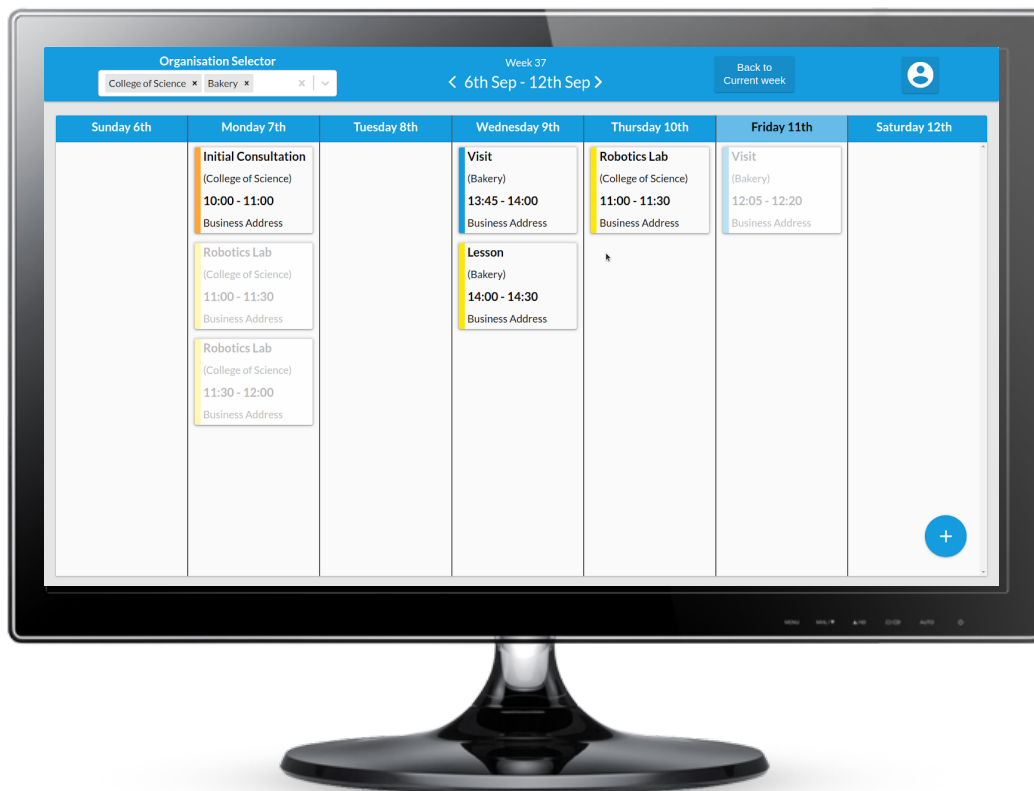 Organisation Selector
College of Science × Bakery ×
Week 37
6th Sep - 12th Sep
Back to
Current week
Sunday 6th
Monday 7th
Tuesday 8th
Wednesday 9th
Thursday 10th
Friday 11th
Saturday 12th
Initial Consultation
(College of Science)
10:00 - 11:00
Business Address
Robotics Lab
(College of Science)
11:00 - 11:30
Business Address
Robotics Lab
(College of Science)
11:30 - 12:00
Business Address
Visit
(Bakery)
13:45 - 14:00
Business Address
Lesson
(Bakery)
14:00 - 14:30
Business Address
Robotics Lab
(College of Science)
11:00 - 11:30
Business Address
Visit
(Bakery)
12:05 - 12:20
Business Address
MENU
AUTO